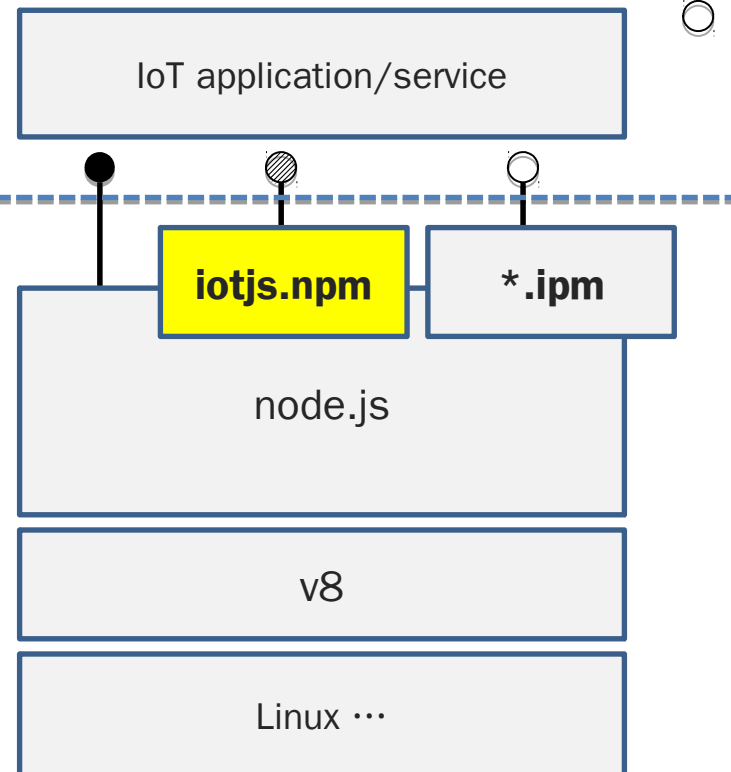 IoT application/service
iotjs.npm
*.ipm
node.js
v8
Linux ⋯